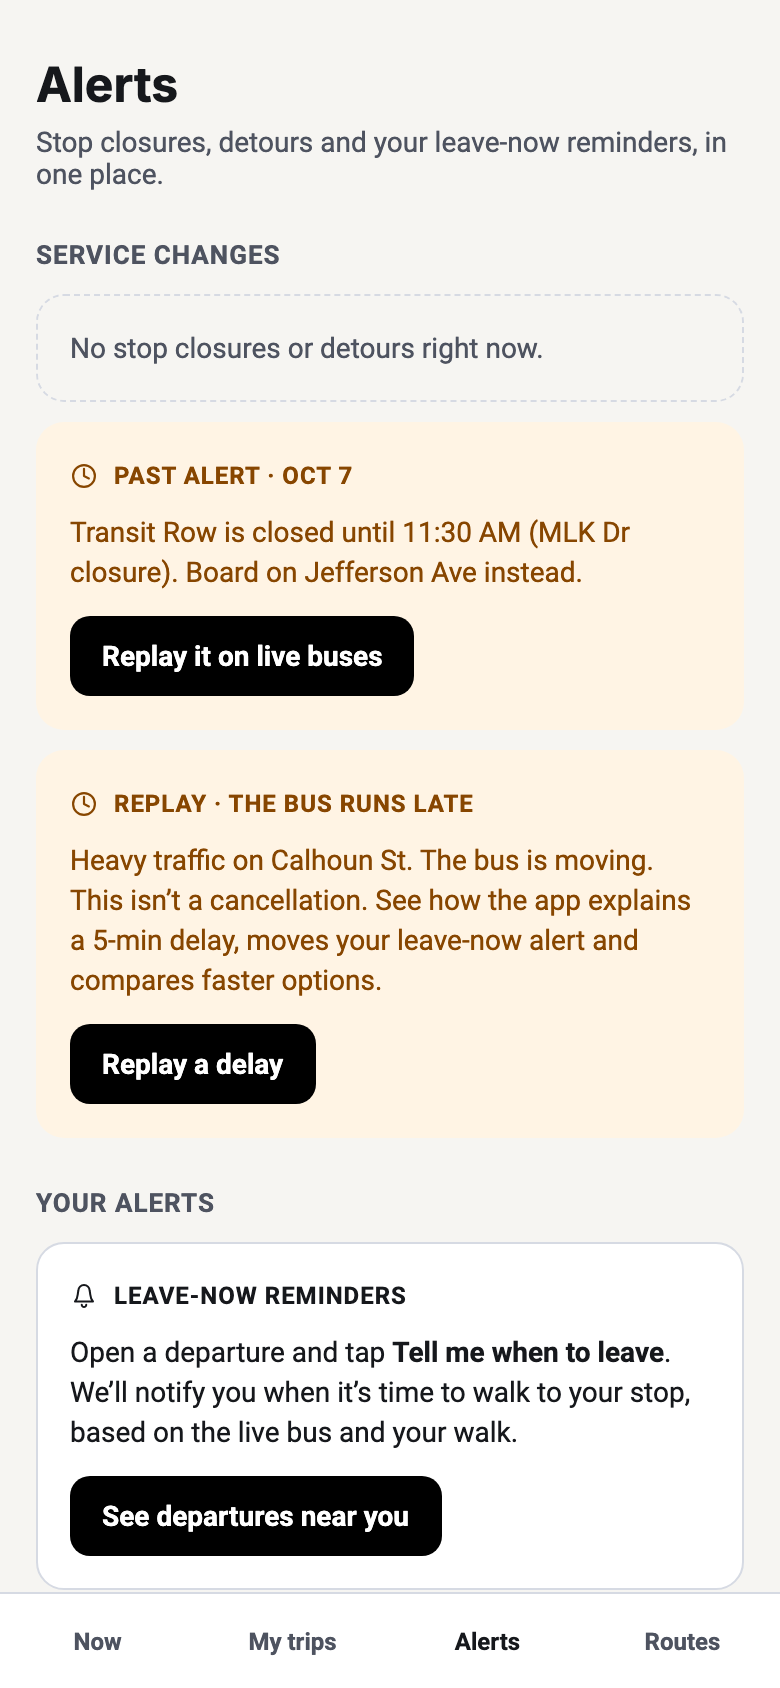 Alerts
Stop closures, detours and your leave-now reminders, in
one place.
SERVICE CHANGES
No stop closures or detours right now.
PAST ALERT · OCT 7
Transit Row is closed until 11:30 AM (MLK Dr
closure). Board on Jefferson Ave instead.
Replay it on live buses
REPLAY · THE BUS RUNS LATE
Heavy traffic on Calhoun St. The bus is moving.
This isn’t a cancellation. See how the app explains
a 5-min delay, moves your leave-now alert and
compares faster options.
Replay a delay
YOUR ALERTS
LEAVE-NOW REMINDERS
Open a departure and tap Tell me when to leave.
We’ll notify you when it’s time to walk to your stop,
based on the live bus and your walk.
See departures near you
Now
My trips
Alerts
Routes